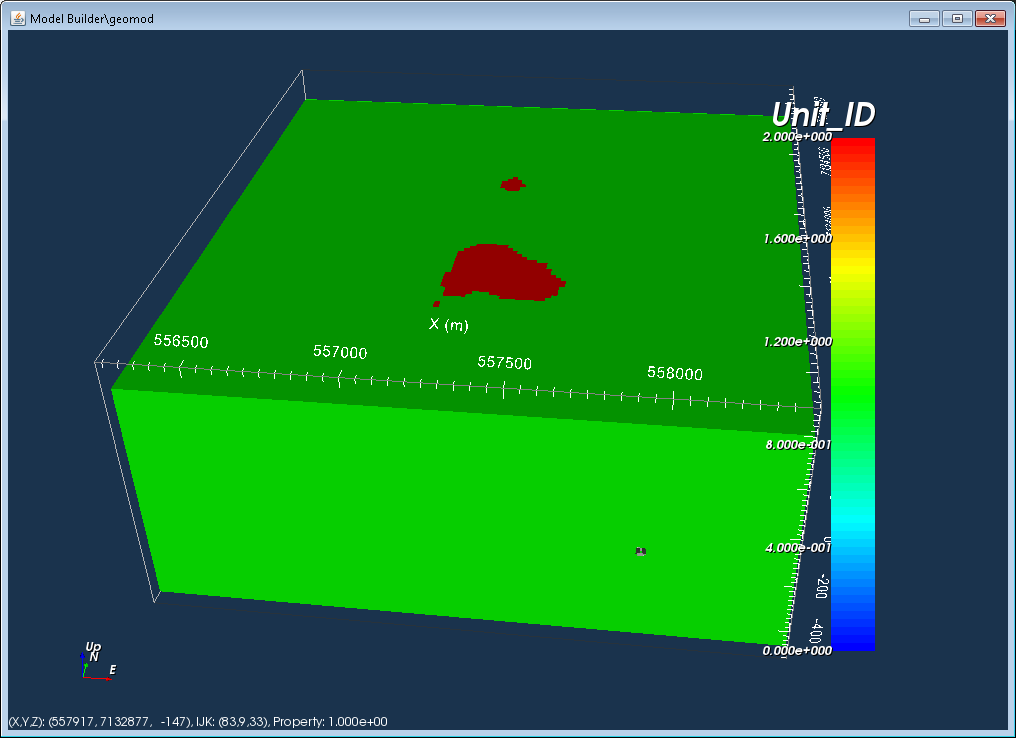 Model Builder\geomod
Unit_ID
2.000e+000
1.600e+000
X (m)
556500
557000
557500
558000
1.200e+000
8.000e-001
4.000e-001
-200
-400
0.000e+000
Up
N
E
(X,Y,Z): (557917, 7132877, -147), IJK: (83,9,33), Property: 1.000e+00